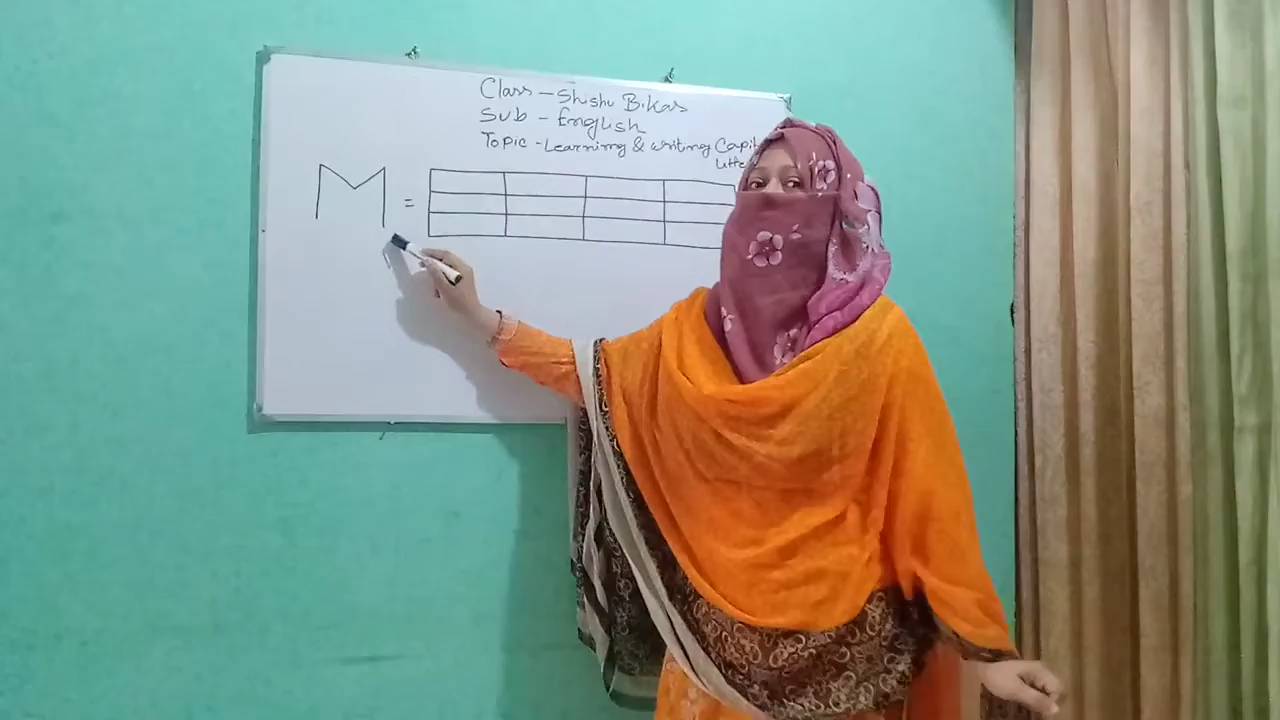 Class - Shishu Bikas
Sub - English
Topic - Learning & writing
M =